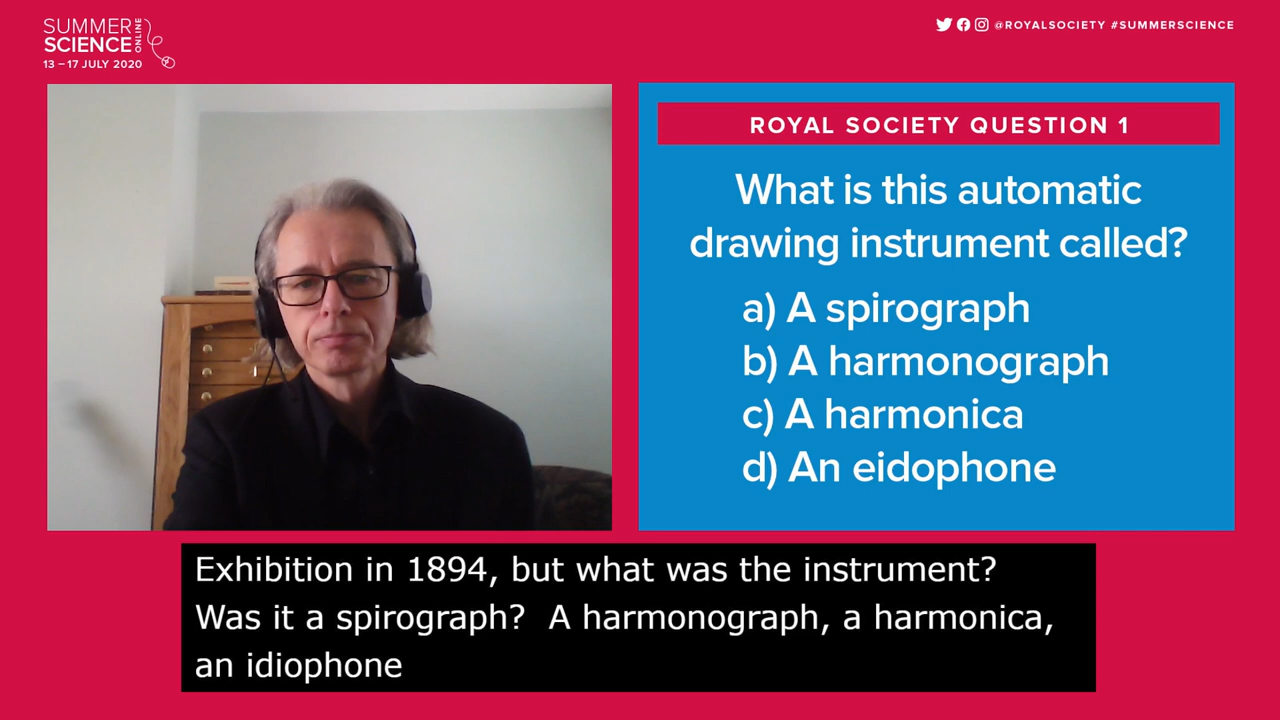 SUMMER
SCIENCE
ONLINE
13 – 17 JULY 2020
@ROYALSOCIETY #SUMMERSCIENCE
ROYAL SOCIETY QUESTION 1
What is this automatic
drawing instrument called?
a) A spirograph
b) A harmonograph
c) A harmonica
d) An eidophone
Exhibition in 1894, but what was the instrument?
Was it a spirograph?  A harmonograph, a harmonica,
an idiophone